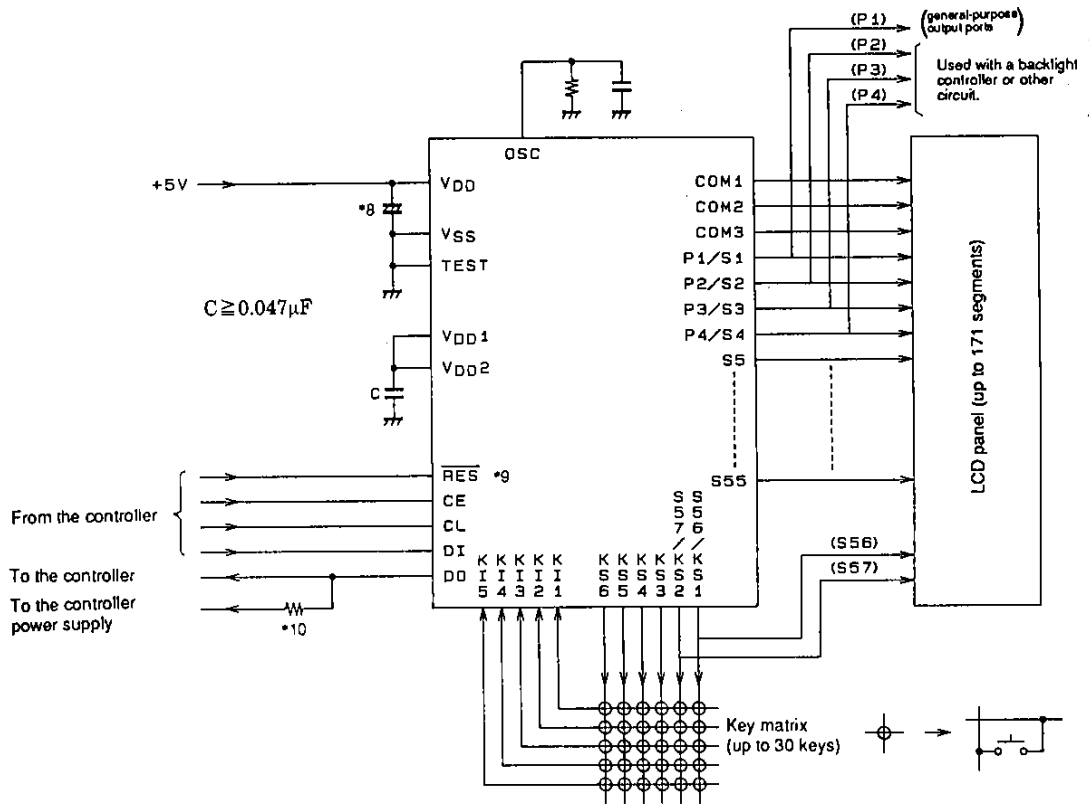 (P1)
(general-purpose output ports)
(P2)
(P3)
(P4)
Used with a backlight
controller or other
circuit.
OSC
+5V
VDD
*8
VSS
TEST
C≧0.047μF
VDD1
VDD2
C
COM1
COM2
COM3
P1/S1
P2/S2
P3/S3
P4/S4
S5
S55
LCD panel (up to 171 segments)
RES *9
CE
CL
DI
DO
From the controller
To the controller
To the controller
power supply
*10
KI5
KI4
KI3
KI2
KI1
KS6
KS5
KS4
KS3
S57/KS2
S56/KS1
(S56)
(S57)
Key matrix
(up to 30 keys)